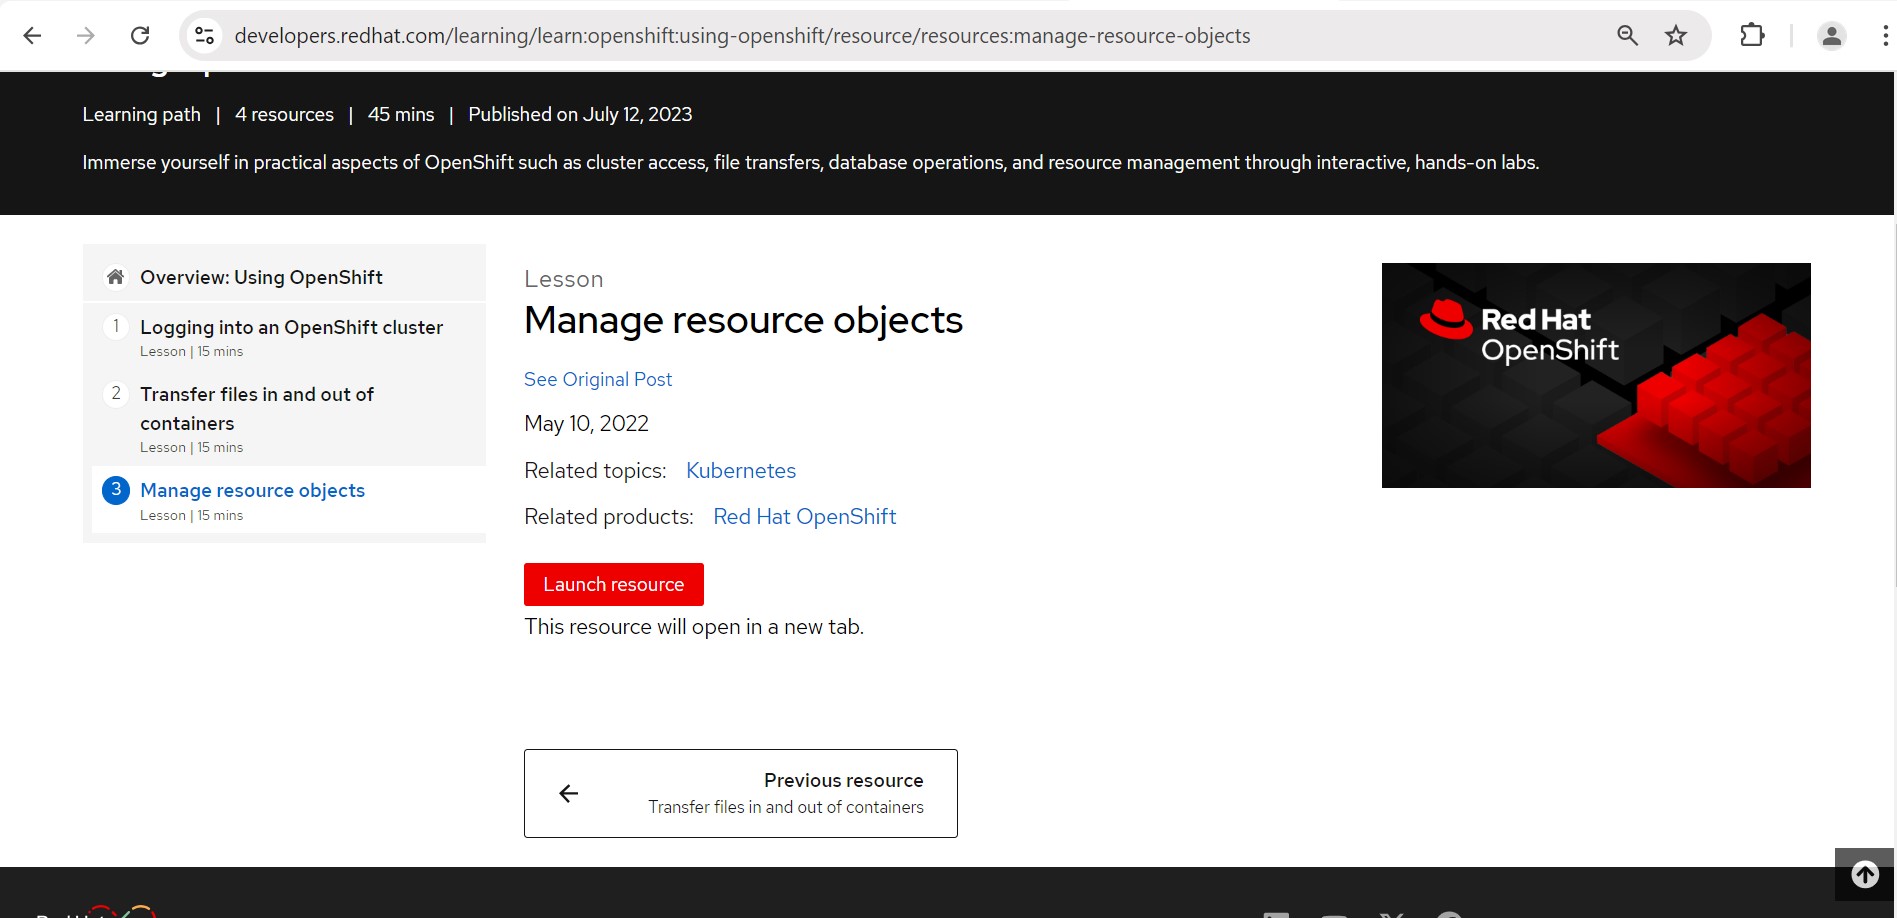 developers.redhat.com/learning/learn:openshift:using-openshift/resource/resources:manage-resource-objects
Learning path | 4 resources | 45 mins | Published on July 12, 2023
Immerse yourself in practical aspects of OpenShift such as cluster access, file transfers, database operations, and resource management through interactive, hands-on labs.
Overview: Using OpenShift
1 Logging into an OpenShift cluster
Lesson | 15 mins
2 Transfer files in and out of
containers
Lesson | 15 mins
3 Manage resource objects
Lesson | 15 mins
Lesson
Manage resource objects
See Original Post
May 10, 2022
Related topics: Kubernetes
Related products: Red Hat OpenShift
Launch resource
This resource will open in a new tab.
Red Hat
OpenShift
Previous resource
Transfer files in and out of containers